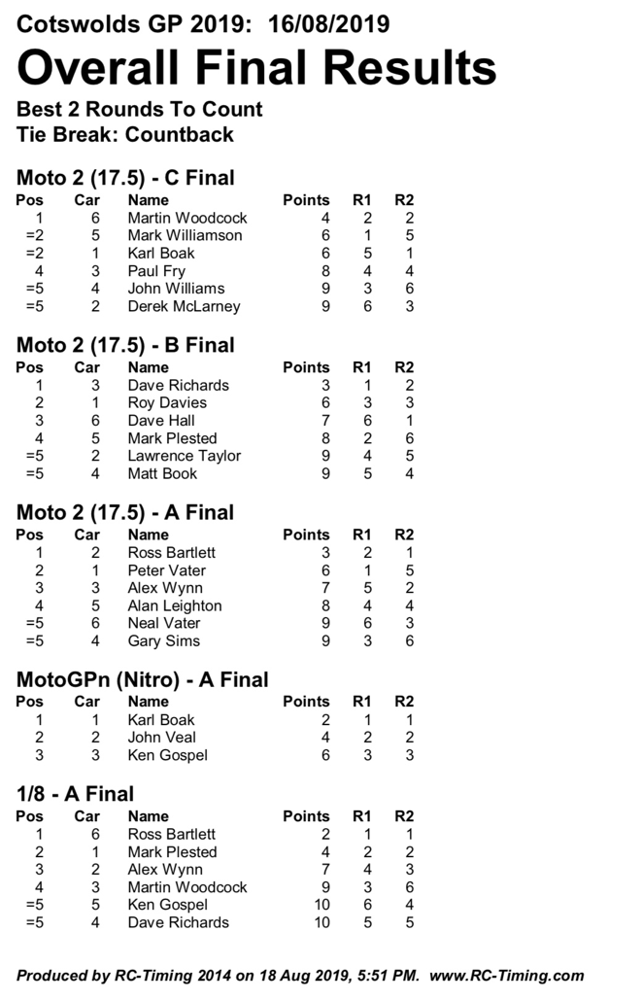 Cotswolds GP 2019: 16/08/2019
Overall Final Results
Best 2 Rounds To Count
Tie Break: Countback
Moto 2 (17.5) - C Final
Pos Car Name Points R1 R2
1 6 Martin Woodcock 4 2 2
=2 5 Mark Williamson 6 1 5
=2 1 Karl Boak 6 5 1
4 3 Paul Fry 8 4 4
=5 4 John Williams 9 3 6
=5 2 Derek McLarney 9 6 3
Moto 2 (17.5) - B Final
Pos Car Name Points R1 R2
1 3 Dave Richards 3 1 2
2 1 Roy Davies 6 3 3
3 6 Dave Hall 7 6 1
4 5 Mark Plested 8 2 6
=5 2 Lawrence Taylor 9 4 5
=5 4 Matt Book 9 5 4
Moto 2 (17.5) - A Final
Pos Car Name Points R1 R2
1 2 Ross Bartlett 3 2 1
2 1 Peter Vater 6 1 5
3 3 Alex Wynn 7 5 2
4 5 Alan Leighton 8 4 4
=5 6 Neal Vater 9 6 3
=5 4 Gary Sims 9 3 6
MotoGPn (Nitro) - A Final
Pos Car Name Points R1 R2
1 1 Karl Boak 2 1 1
2 2 John Veal 4 2 2
3 3 Ken Gospel 6 3 3
1/8 - A Final
Pos Car Name Points R1 R2
1 6 Ross Bartlett 2 1 1
2 1 Mark Plested 4 2 2
3 2 Alex Wynn 7 4 3
4 3 Martin Woodcock 9 3 6
=5 5 Ken Gospel 10 6 4
=5 4 Dave Richards 10 5 5
Produced by RC-Timing 2014 on 18 Aug 2019, 5:51 PM. www.RC-Timing.com